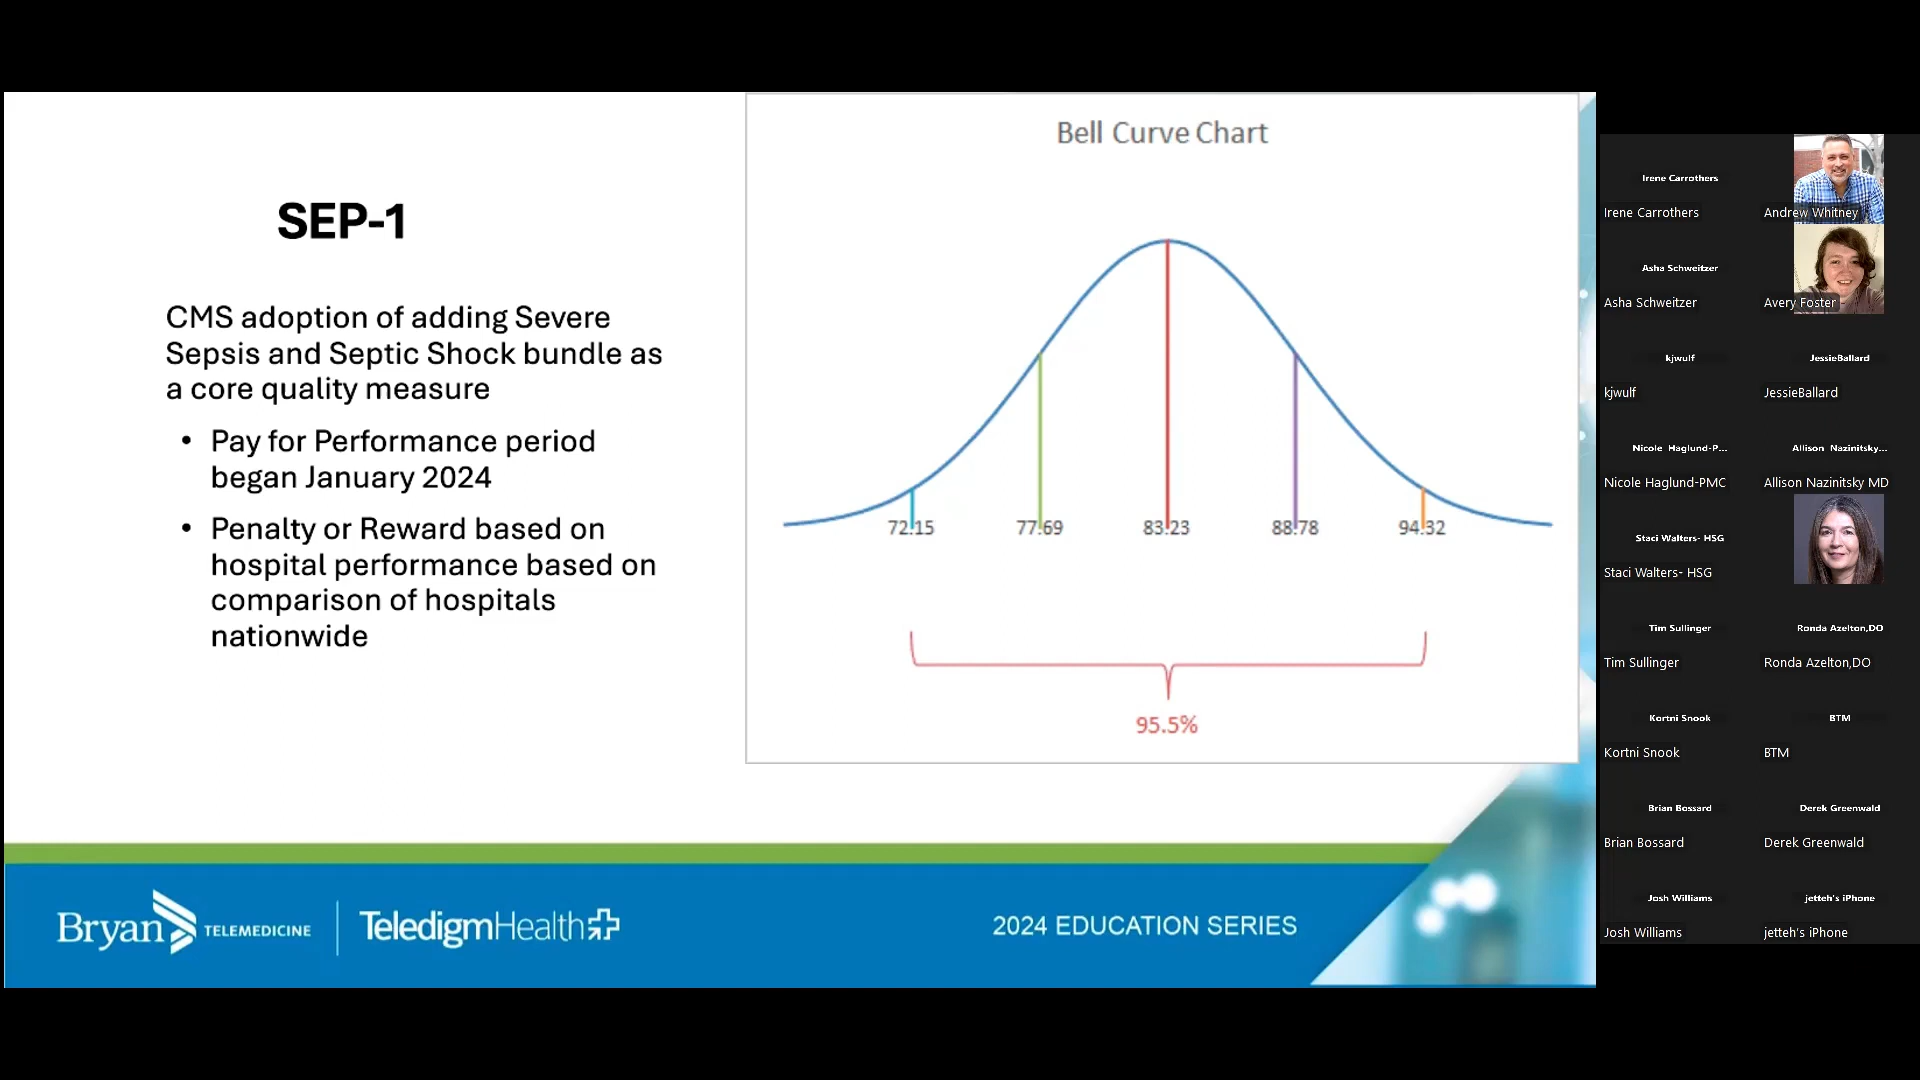 Bell Curve Chart
SEP-1
CMS adoption of adding Severe
Sepsis and Septic Shock bundle as
a core quality measure
• Pay for Performance period
began January 2024
• Penalty or Reward based on
hospital performance based on
comparison of hospitals
nationwide
72.15 77.69 83.23 88.78 94.32
95.5%
Bryan TELEMEDICINE TeledigmHealth
2024 EDUCATION SERIES
Irene Carrothers
Irene Carrothers Andrew Whitney
Asha Schweitzer
Asha Schweitzer Avery Foster
kjwulf JessieBallard
kjwulf JessieBallard
Nicole Haglund-P... Allison Nazinitsky...
Nicole Haglund-PMC Allison Nazinitsky MD
Staci Walters- HSG
Staci Walters- HSG
Tim Sullinger Ronda Azelton,DO
Tim Sullinger Ronda Azelton,DO
Kortni Snook BTM
Kortni Snook BTM
Brian Bossard Derek Greenwald
Brian Bossard Derek Greenwald
Josh Williams jetteh's iPhone
Josh Williams jetteh's iPhone